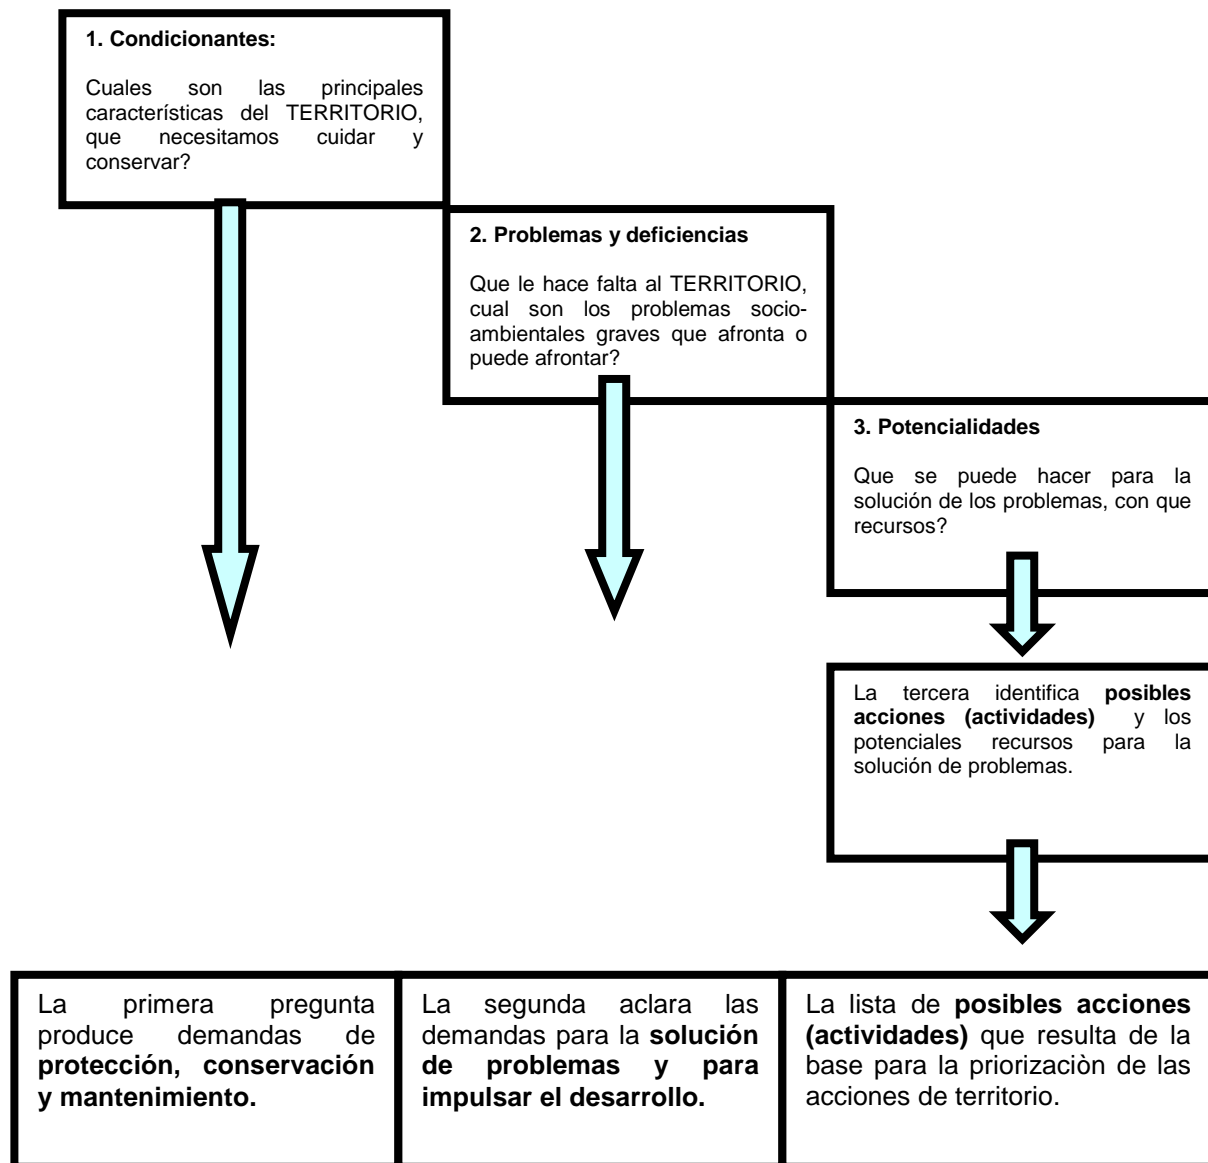 1. Condicionantes:
Cuales son las principales
características del TERRITORIO,
que necesitamos cuidar y
conservar?
2. Problemas y deficiencias
Que le hace falta al TERRITORIO,
cual son los problemas socio-
ambientales graves que afronta o
puede afrontar?
3. Potencialidades
Que se puede hacer para la
solución de los problemas, con que
recursos?
La tercera identifica posibles
acciones (actividades) y los
potenciales recursos para la
solución de problemas.
La primera pregunta
produce demandas de
protección, conservación
y mantenimiento.
La segunda aclara las
demandas para la solución
de problemas y para
impulsar el desarrollo.
La lista de posibles acciones
(actividades) que resulta de la
base para la priorizaciòn de las
acciones de territorio.